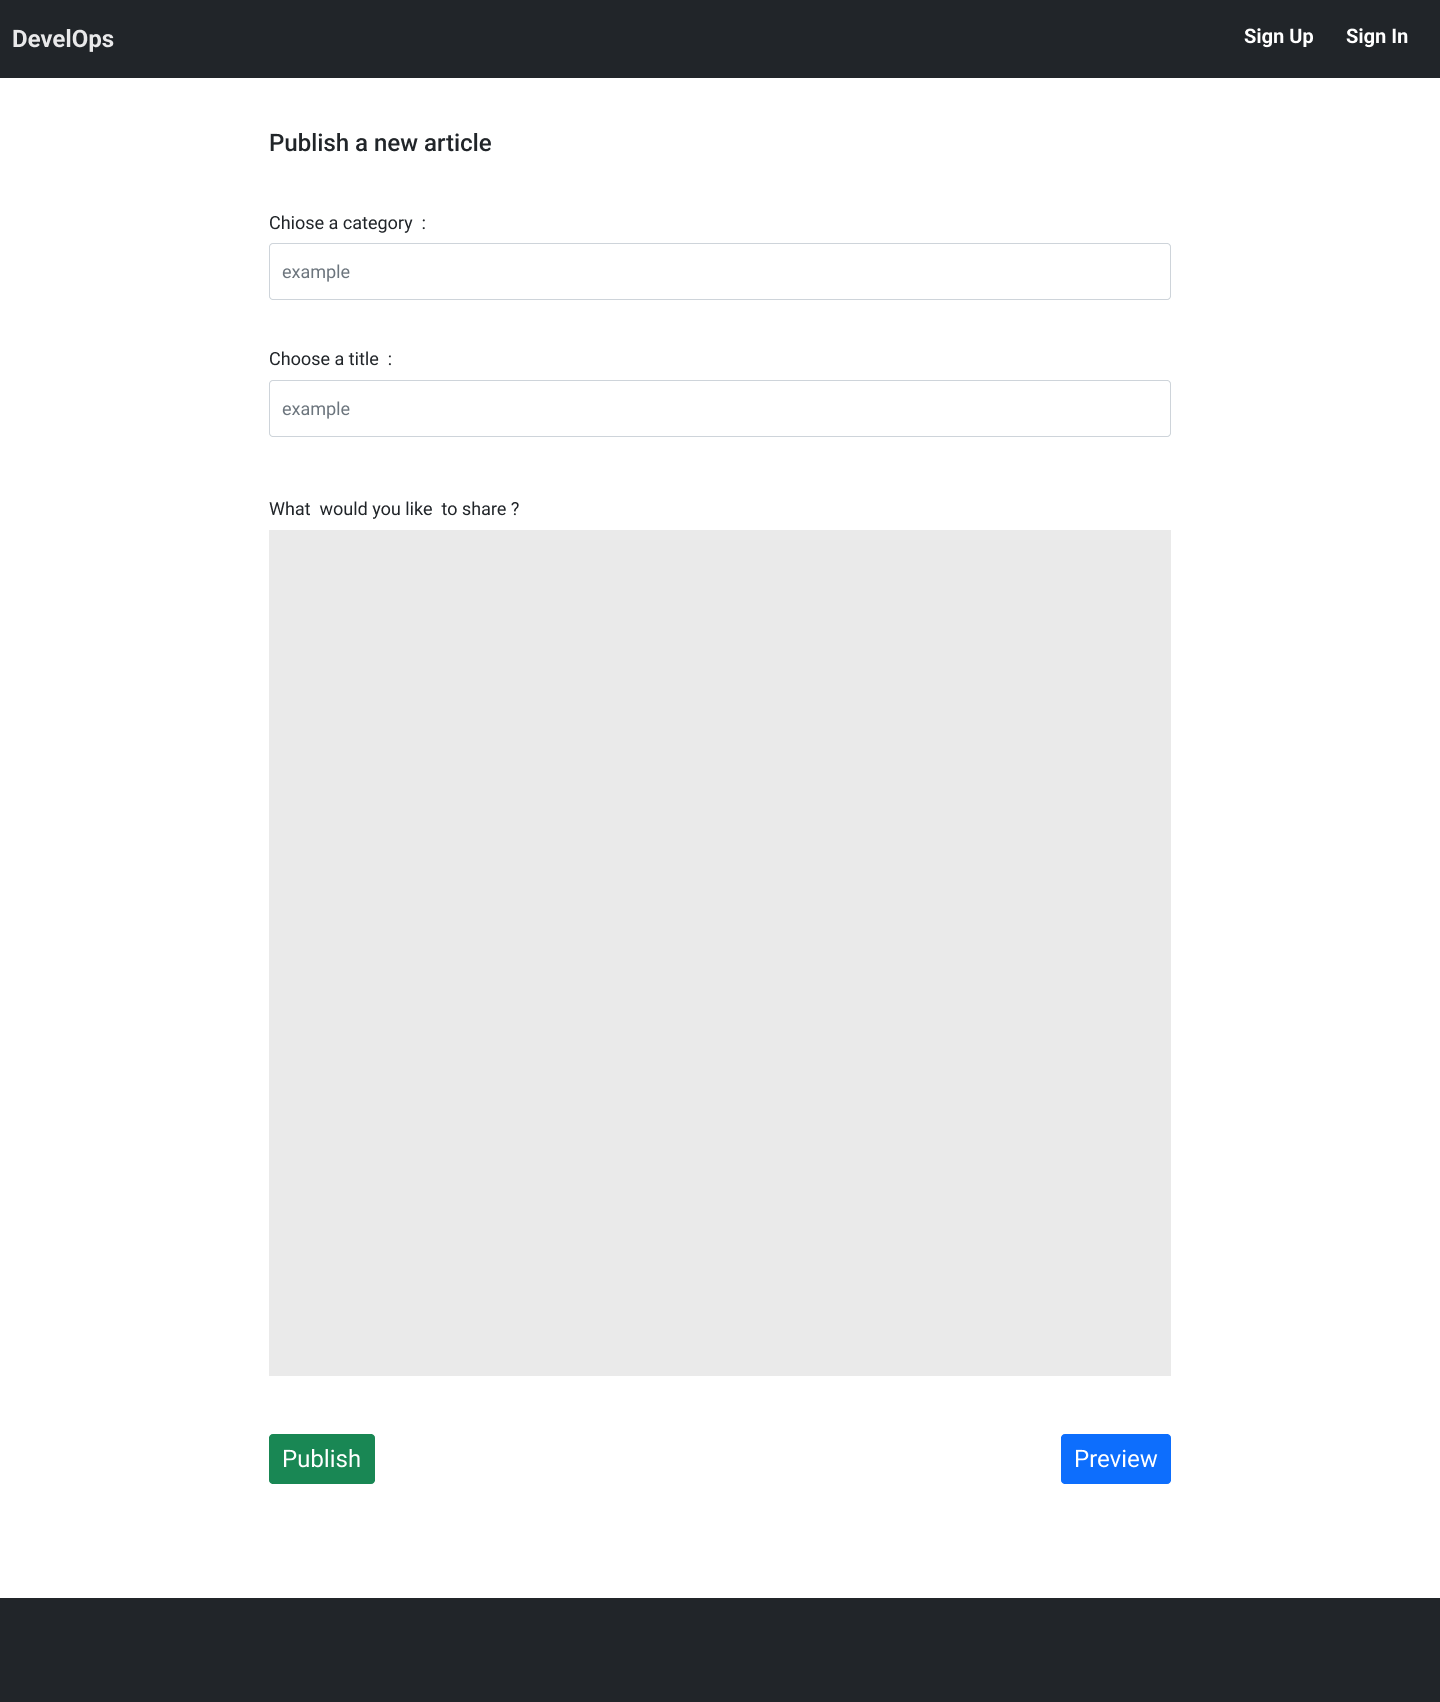 DevelOps
Sign Up Sign In
Publish a new article
Chiose a category  :
example
Choose a title  :
example
What  would you like  to share ?
Publish Preview